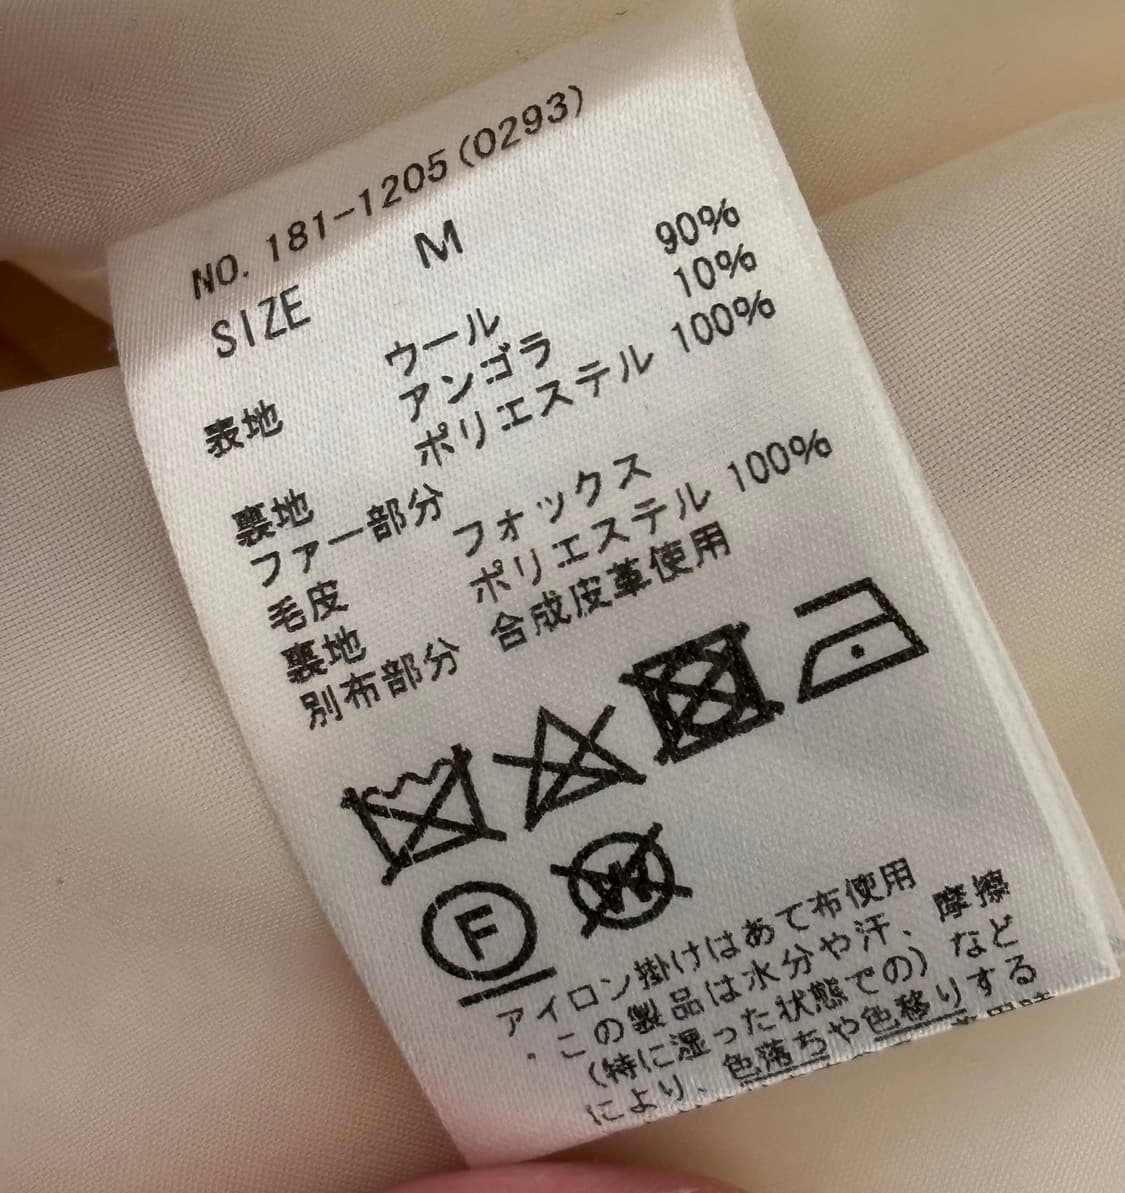 NO. 181-1205(0293)
SIZE M
表地 ウール 90%
アンゴラ 10%
裏地 ポリエステル 100%
ファー部分
毛皮 フォックス
裏地 ポリエステル 100%
別布部分 合成皮革使用
F
W
アイロン掛けはあて布使用
・この製品は水分や汗、摩擦
(特に湿った状態での)など
により、色落ちや色移りする